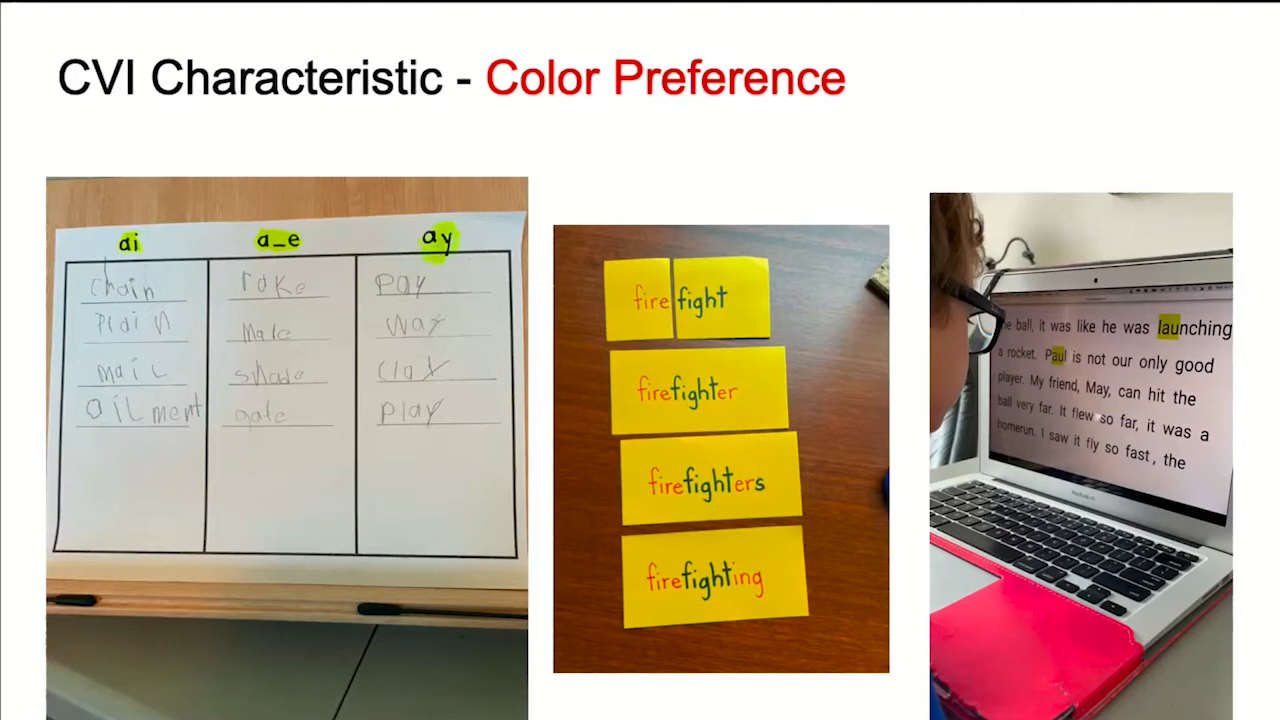 CVI Characteristic - Color Preference
ai a_e ay
chain rake pay
Plain Male way
mail shade clay
ailment gate play
fire fight
firefighter
firefighters
firefighting
he ball, it was like he was launching
a rocket. Paul is not our only good
player. My friend, May, can hit the
ball very far. It flew so far, it was a
homerun. I saw it fly so fast, the